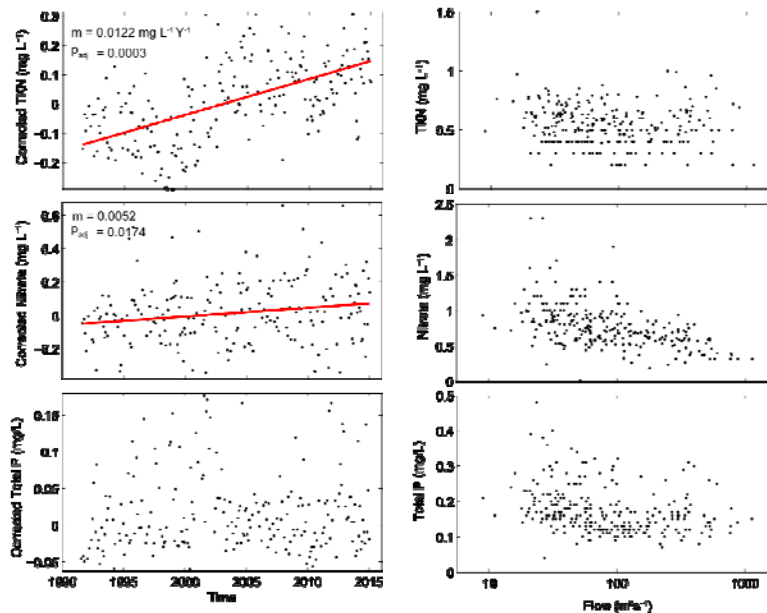 Corrected TKN (mg L⁻¹)
0.3
0.2
0.1
0
-0.1
-0.2
m = 0.0122 mg L⁻¹ Y⁻¹
Padj = 0.0003
TKN (mg L⁻¹)
1.5
1
0.5
0
Corrected Nitrate (mg L⁻¹)
0.6
0.4
0.2
0
-0.2
m = 0.0052
Padj = 0.0174
Nitrate (mg L⁻¹)
2.5
2
1.5
1
0.5
0
Corrected Total P (mg/L)
0.15
0.1
0.05
0
-0.05
1990 1995 2000 2005 2010 2015
Time
Total P (mg/L)
0.5
0.4
0.3
0.2
0.1
0
10 100 1000
Flow (m³s⁻¹)